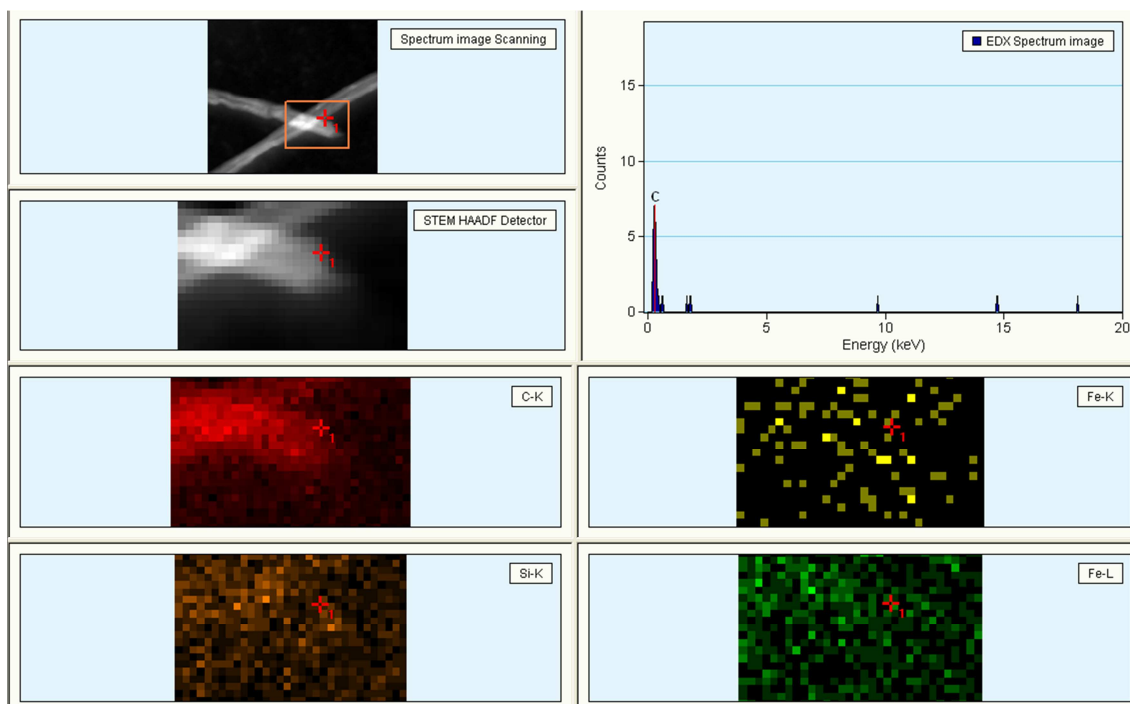 Spectrum image Scanning
1
STEM HAADF Detector
1
EDX Spectrum image
Counts
15
10
5
0
C
0
5
10
15
20
Energy (keV)
C-K
1
Fe-K
1
Si-K
1
Fe-L
1